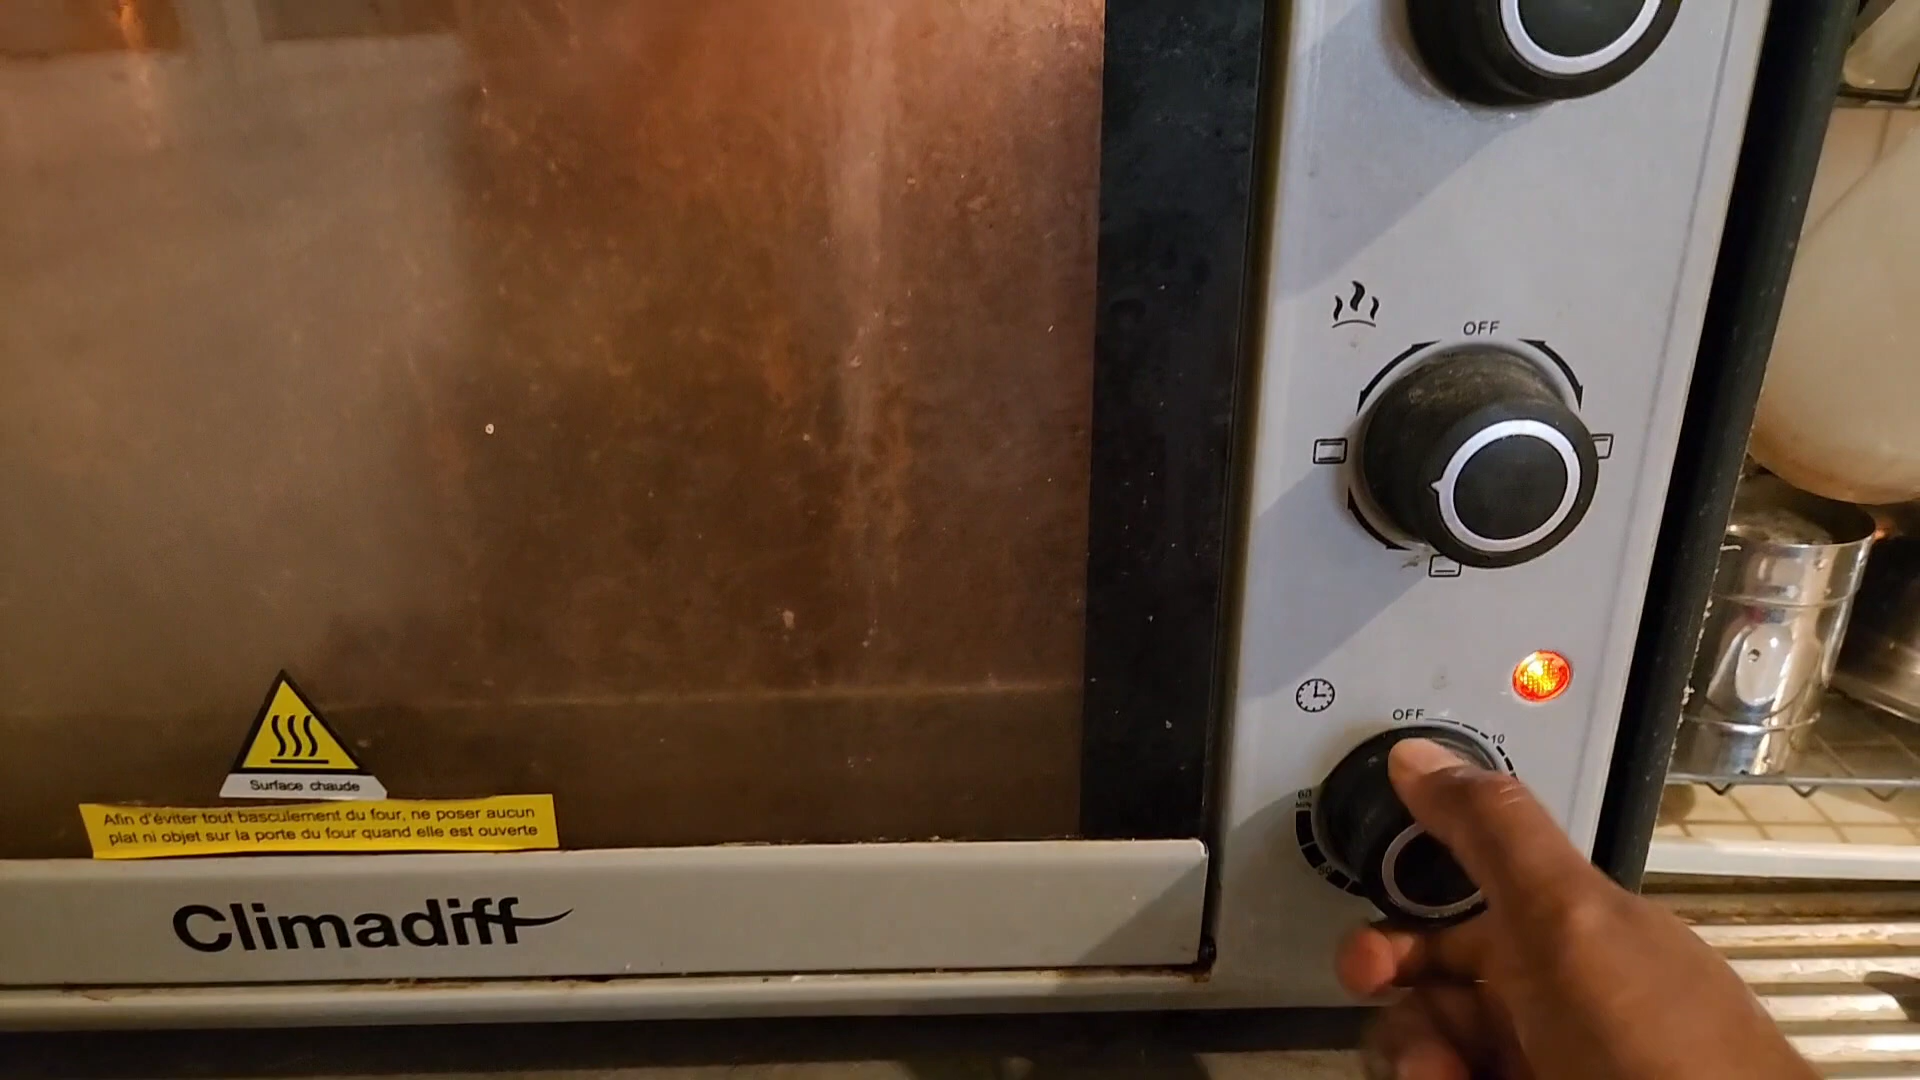 OFF
OFF
10
60
50
Surface chaude
Afin d'éviter tout basculement du four, ne poser aucun
plat ni objet sur la porte du four quand elle est ouverte
Climadiff